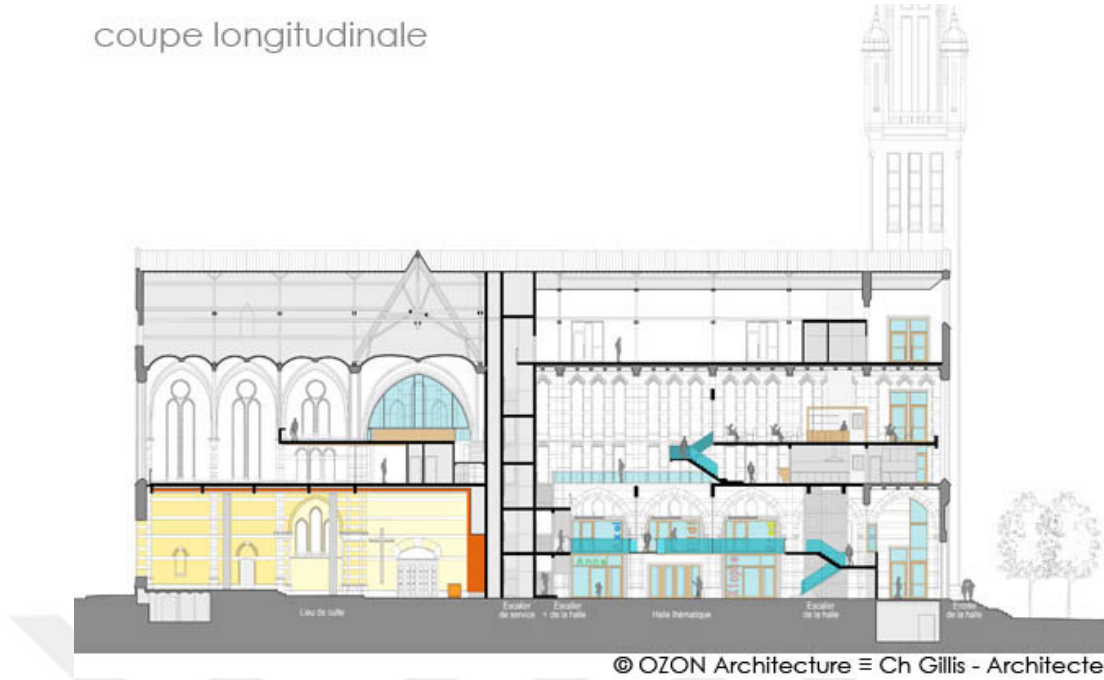 coupe longitudinale
Anne
Lieu de culte
Escalier
de service
Escalier
+ de la halle
Halle thématique
Escalier
de la halle
Entrée
de la halle
© OZON Architecture ≡ Ch Gillis - Architecte